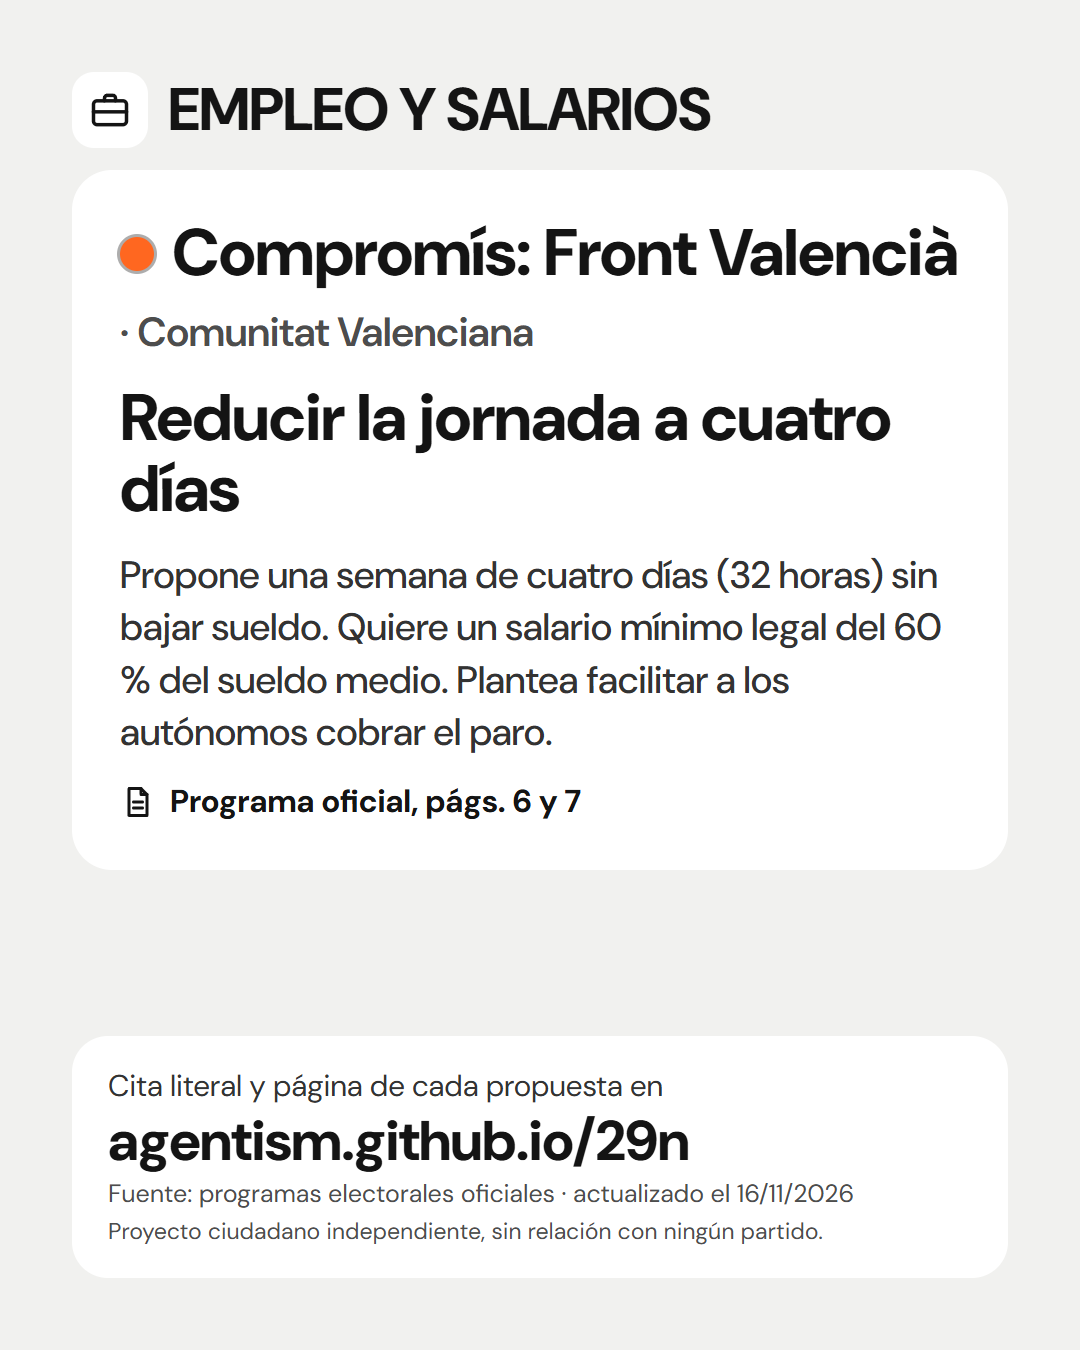 EMPLEO Y SALARIOS
Compromís: Front Valencià
· Comunitat Valenciana
Reducir la jornada a cuatro
días
Propone una semana de cuatro días (32 horas) sin
bajar sueldo. Quiere un salario mínimo legal del 60
% del sueldo medio. Plantea facilitar a los
autónomos cobrar el paro.
Programa oficial, págs. 6 y 7
Cita literal y página de cada propuesta en
agentism.github.io/29n
Fuente: programas electorales oficiales · actualizado el 16/11/2026
Proyecto ciudadano independiente, sin relación con ningún partido.